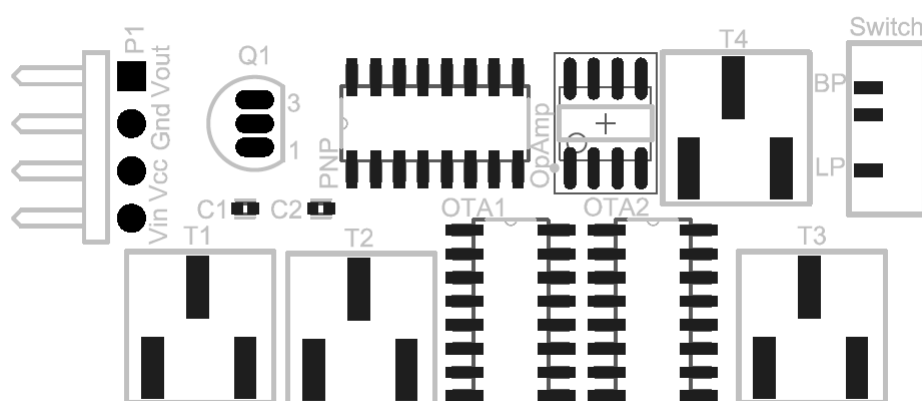 Switch
P1
Vout
Gnd
Vcc
Vin
Q1
3
1
T4
BP
LP
PNP
OpAmp
C1
C2
OTA1
OTA2
T1
T2
T3